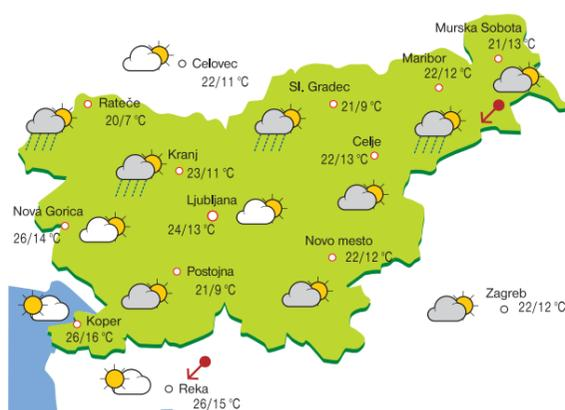 Murska Sobota
21/13 °C
Maribor
22/12 °C
Celovec
22/11 °C
Sl. Gradec
21/9 °C
Rateče
20/7 °C
Celje
22/13 °C
Kranj
23/11 °C
Ljubljana
24/13 °C
Nova Gorica
26/14 °C
Novo mesto
22/12 °C
Postojna
21/9 °C
Zagreb
22/12 °C
Koper
26/16 °C
Reka
26/15 °C